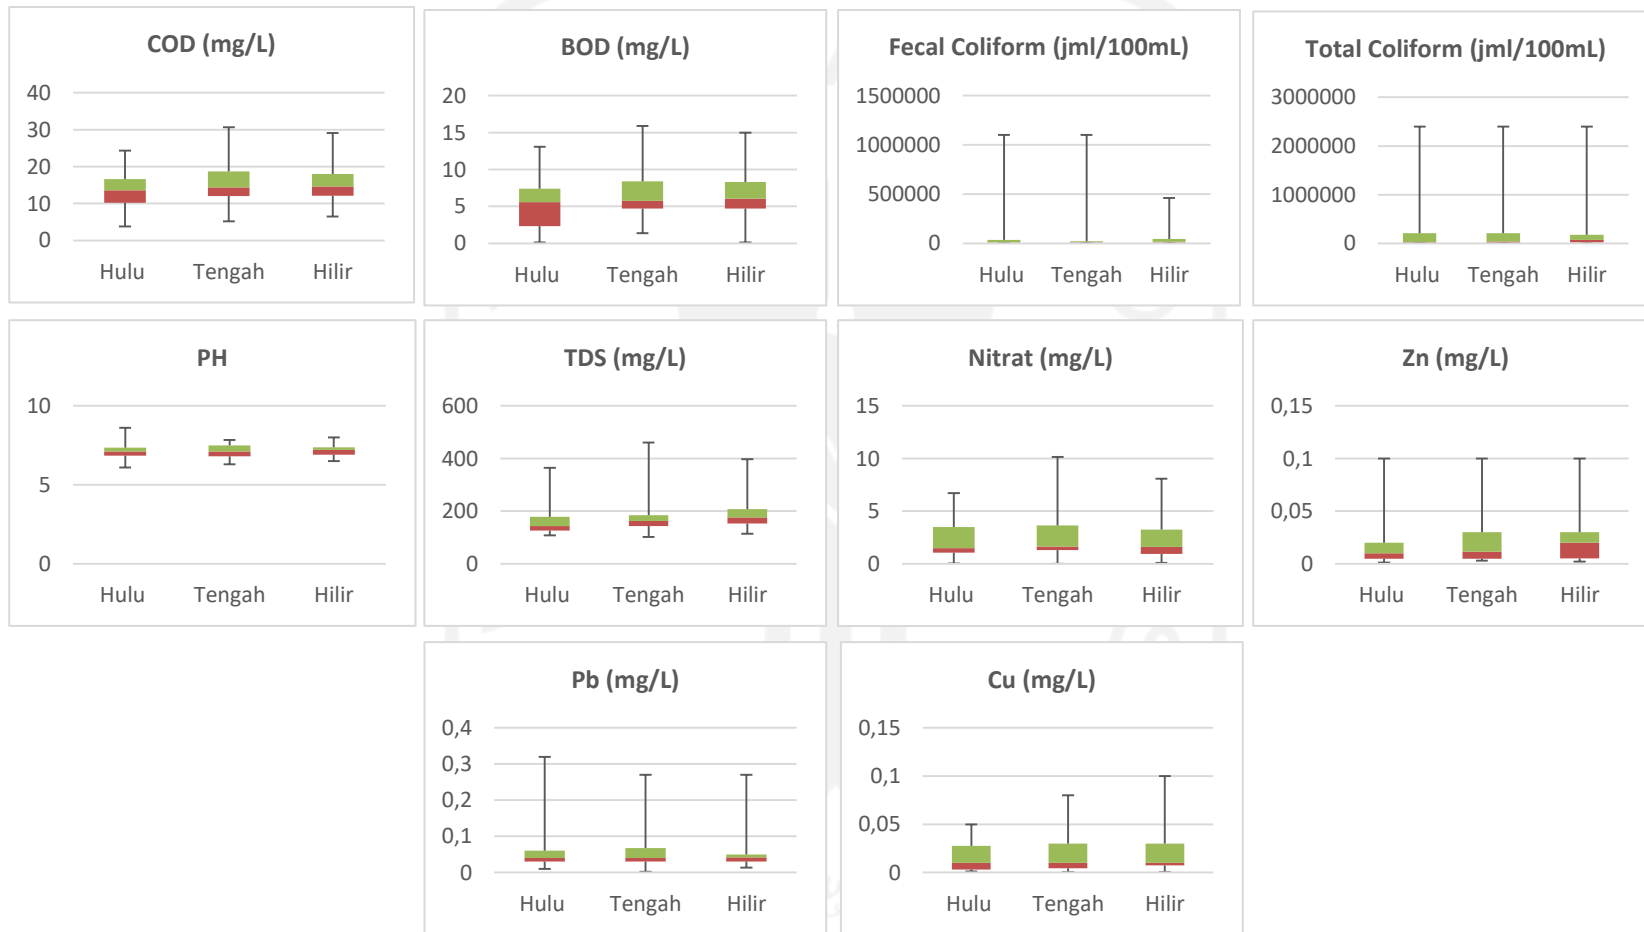 COD (mg/L)
40
30
20
10
0
Hulu Tengah Hilir
BOD (mg/L)
20
15
10
5
0
Hulu Tengah Hilir
Fecal Coliform (jml/100mL)
1500000
1000000
500000
0
Hulu Tengah Hilir
Total Coliform (jml/100mL)
3000000
2000000
1000000
0
Hulu Tengah Hilir
PH
10
5
0
Hulu Tengah Hilir
TDS (mg/L)
600
400
200
0
Hulu Tengah Hilir
Nitrat (mg/L)
15
10
5
0
Hulu Tengah Hilir
Zn (mg/L)
0,15
0,1
0,05
0
Hulu Tengah Hilir
Pb (mg/L)
0,4
0,3
0,2
0,1
0
Hulu Tengah Hilir
Cu (mg/L)
0,15
0,1
0,05
0
Hulu Tengah Hilir